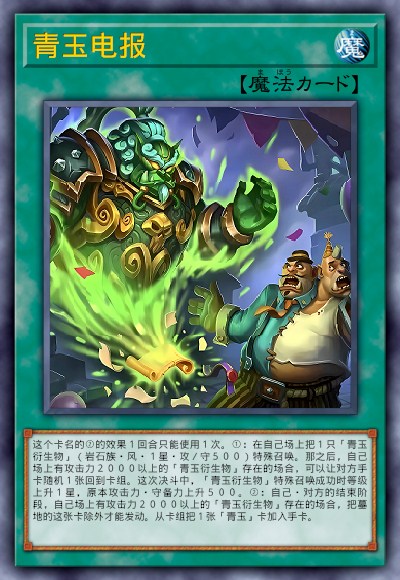 青玉电报
魔
【魔法カード】
ま ほう
这个卡名的②的效果1回合只能使用1次。①：在自己场上把1只「青玉
衍生物」（岩石族・风・1星・攻／守500）特殊召唤。那之后，自己
场上有攻击力2000以上的「青玉衍生物」存在的场合，可以让对方手
卡随机1张回到卡组。这次决斗中，「青玉衍生物」特殊召唤成功时等级
上升1星，原本攻击力・守备力上升500。②：自己・对方的结束阶
段，自己场上有攻击力2000以上的「青玉衍生物」存在的场合，把墓
地的这张卡除外才能发动。从卡组把1张「青玉」卡加入手卡。